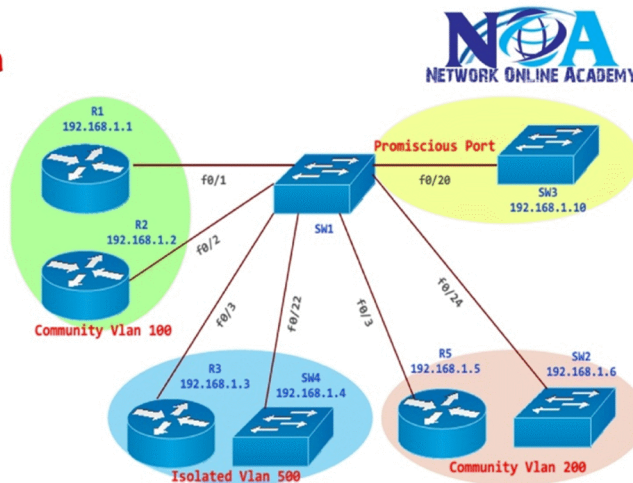 NOA
NETWORK ONLINE ACADEMY
R1
192.168.1.1
Promiscious Port
f0/1
f0/20
SW3
192.168.1.10
R2
192.168.1.2
SW1
f0/2
Community Vlan 100
f0/3
f0/22
f0/3
f0/24
R3
192.168.1.3
SW4
192.168.1.4
R5
192.168.1.5
SW2
192.168.1.6
Isolated Vlan 500
Community Vlan 200